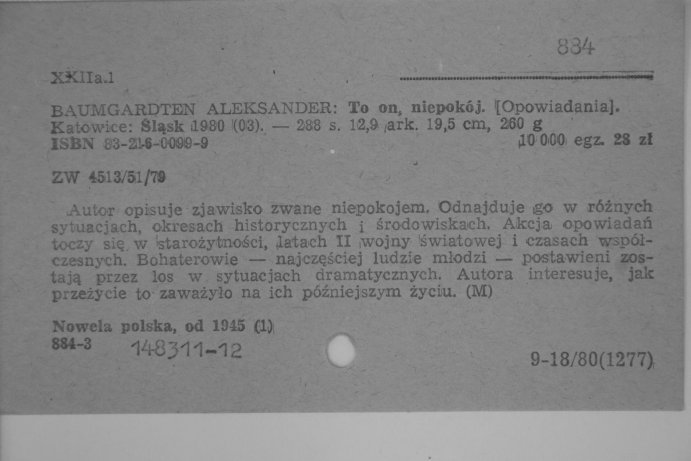 884
XXIIa.1
BAUMGARDTEN ALEKSANDER: To on, niepokój. [Opowiadania].
Katowice: Śląsk 1980 (03). — 288 s. 12,9 ark. 19,5 cm, 260 g
ISBN 83-216-0099-9 10 000 egz. 28 zł
ZW 4513/51/79
Autor opisuje zjawisko zwane niepokojem. Odnajduje go w różnych
sytuacjach, okresach historycznych i środowiskach. Akcja opowiadań
toczy się w starożytności, latach II wojny światowej i czasach współ-
czesnych. Bohaterowie — najczęściej ludzie młodzi — postawieni zos-
tają przez los w sytuacjach dramatycznych. Autora interesuje, jak
przeżycie to zaważyło na ich późniejszym życiu. (M)
Nowela polska, od 1945 (1)
884-3 148311-12
9-18/80(1277)